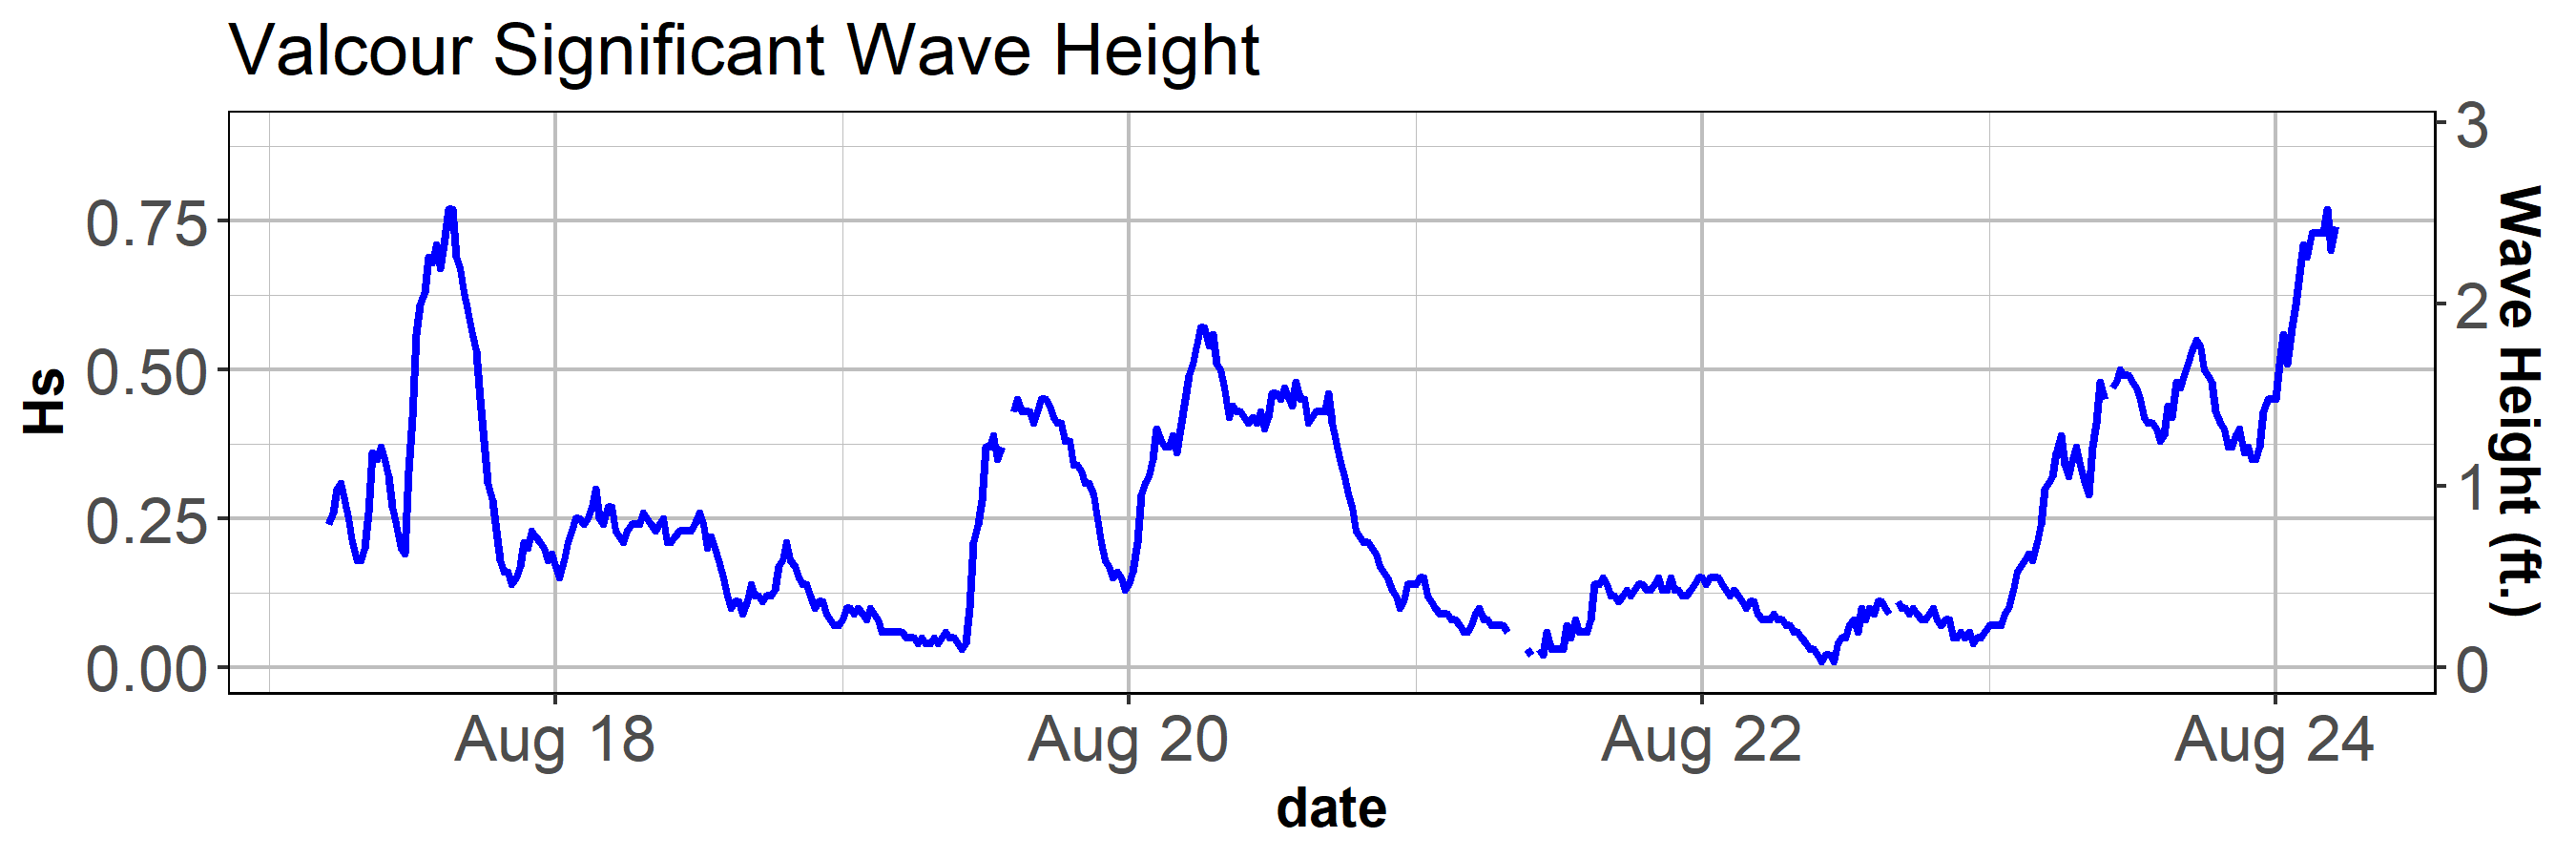 Valcour Significant Wave Height
Hs
0.75
0.50
0.25
0.00
3
2
1
0
Wave Height (ft.)
Aug 18
Aug 20
Aug 22
Aug 24
date